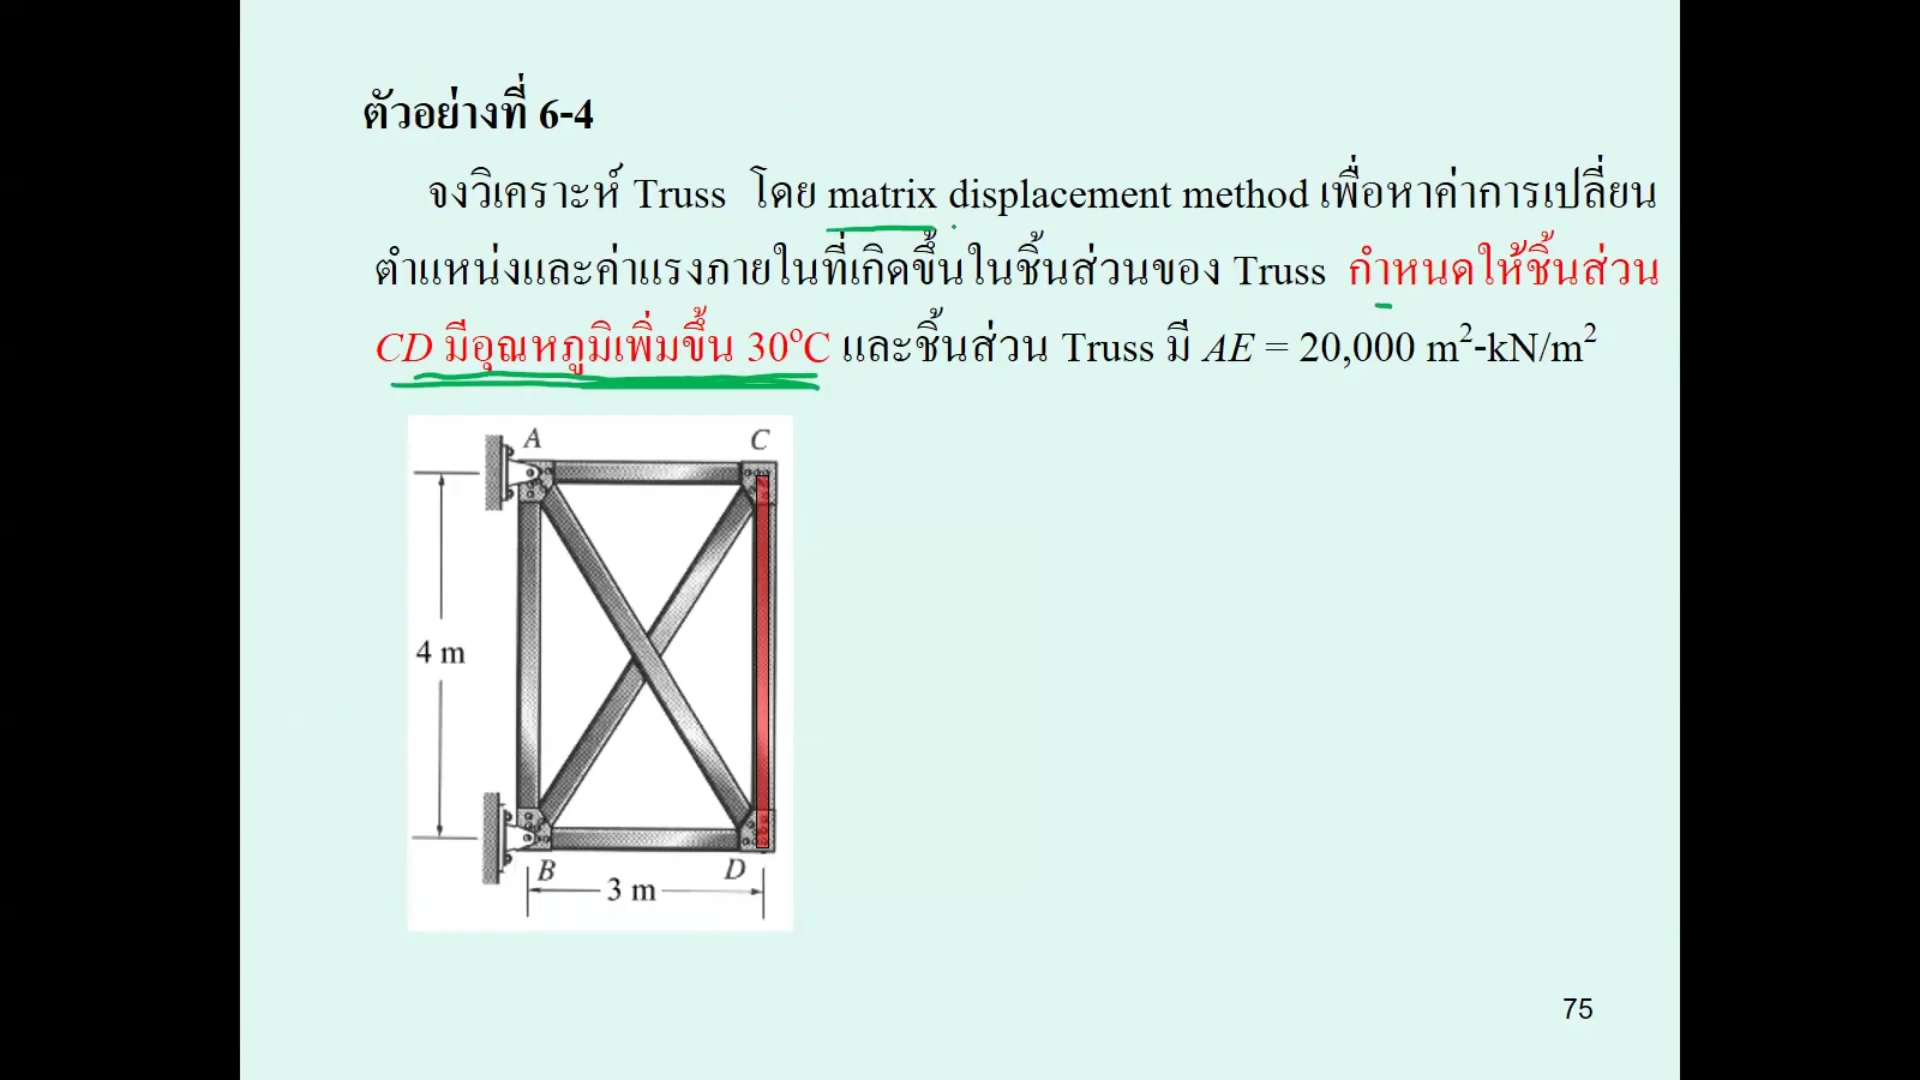 ตัวอย่างที่ 6-4
จงวิเคราะห์ Truss โดย matrix displacement method เพื่อหาค่าการเปลี่ยน
ตำแหน่งและค่าแรงภายในที่เกิดขึ้นในชิ้นส่วนของ Truss กำหนดให้ชิ้นส่วน
CD มีอุณหภูมิเพิ่มขึ้น 30°C และชิ้นส่วน Truss มี AE = 20,000 m²-kN/m²
A
C
4 m
B
D
3 m
75